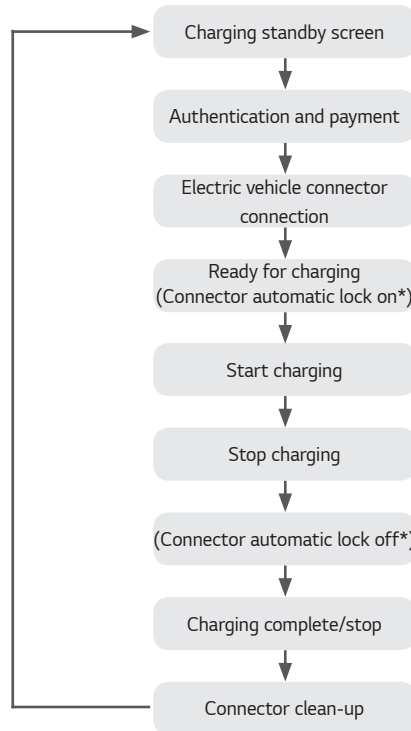 Charging standby screen
Authentication and payment
Electric vehicle connector
connection
Ready for charging
(Connector automatic lock on*)
Start charging
Stop charging
(Connector automatic lock off*)
Charging complete/stop
Connector clean-up